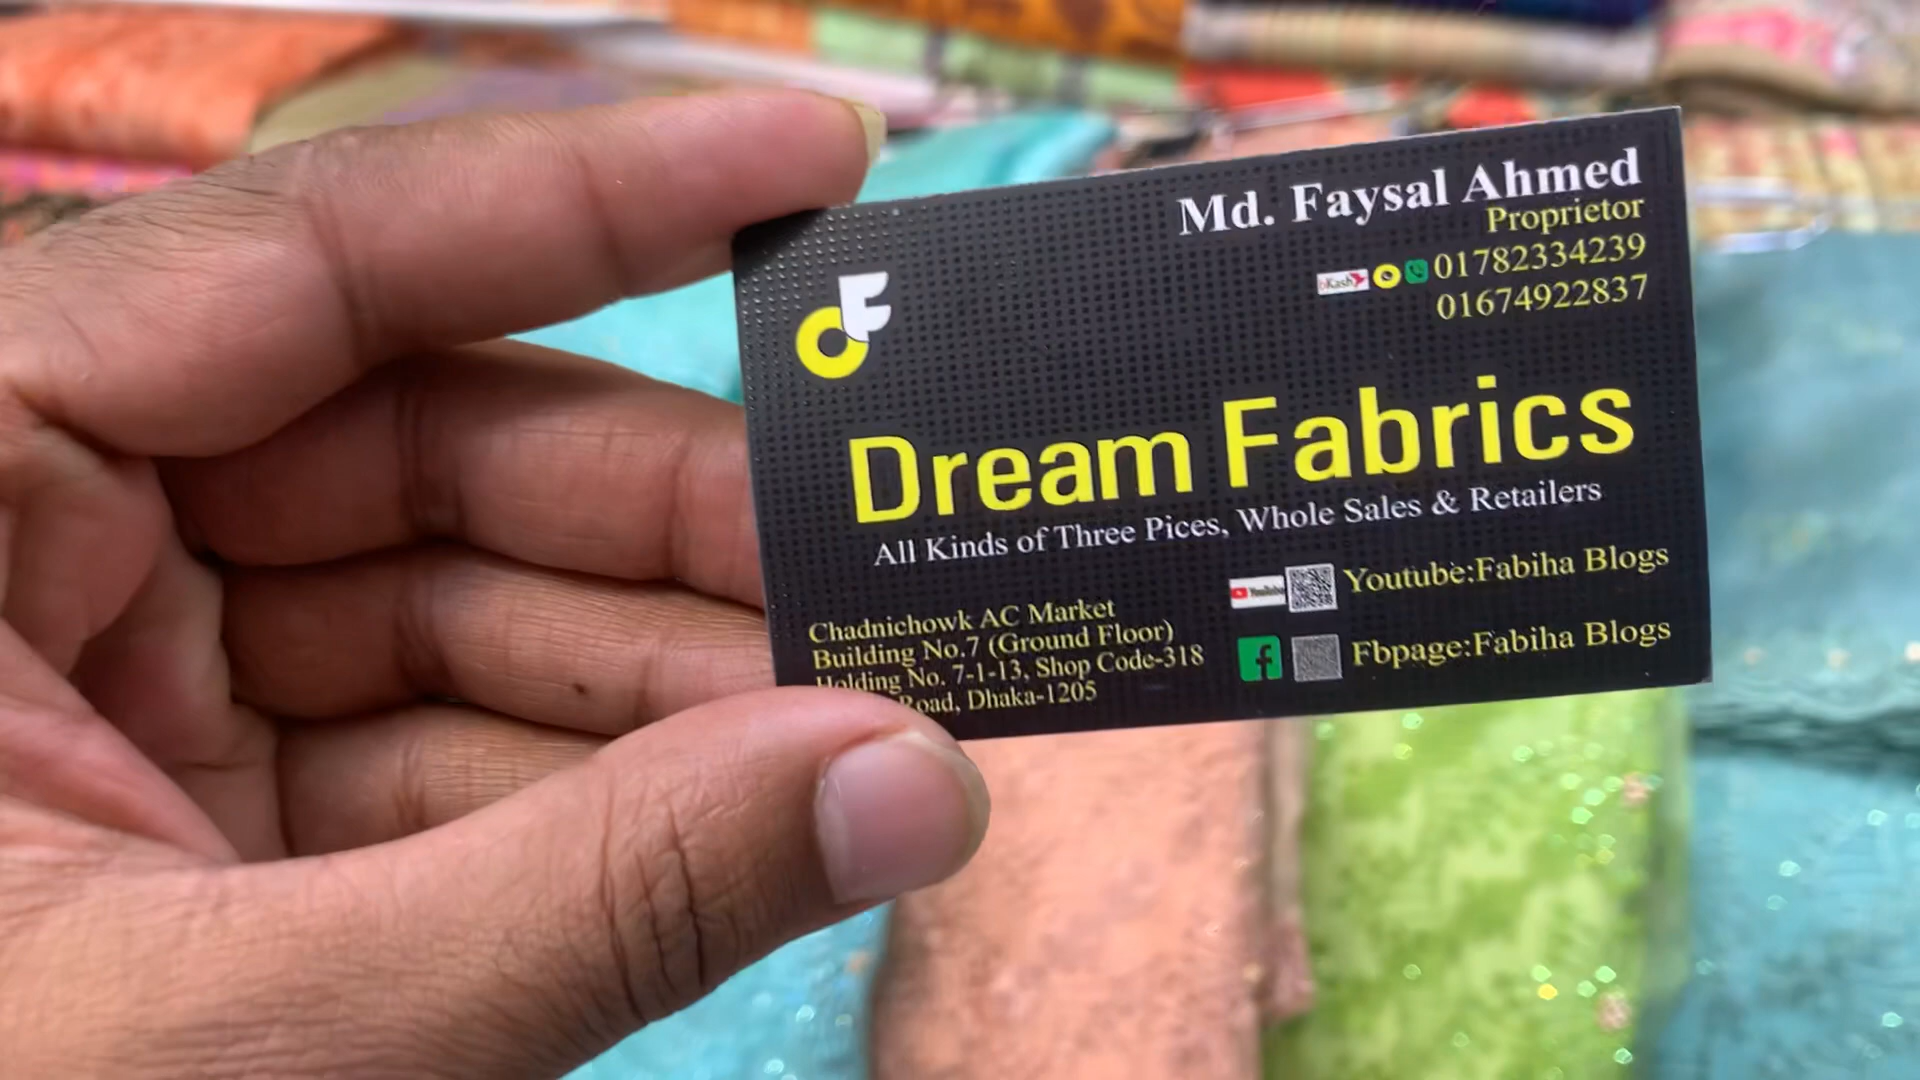 Md. Faysal Ahmed
Proprietor
bKash 01782334239
01674922837
Dream Fabrics
All Kinds of Three Pices, Whole Sales & Retailers
Chadnichowk AC Market
Building No.7 (Ground Floor)
Holding No. 7-1-13, Shop Code-318
Road, Dhaka-1205
YouTube Youtube:Fabiha Blogs
f Fbpage:Fabiha Blogs